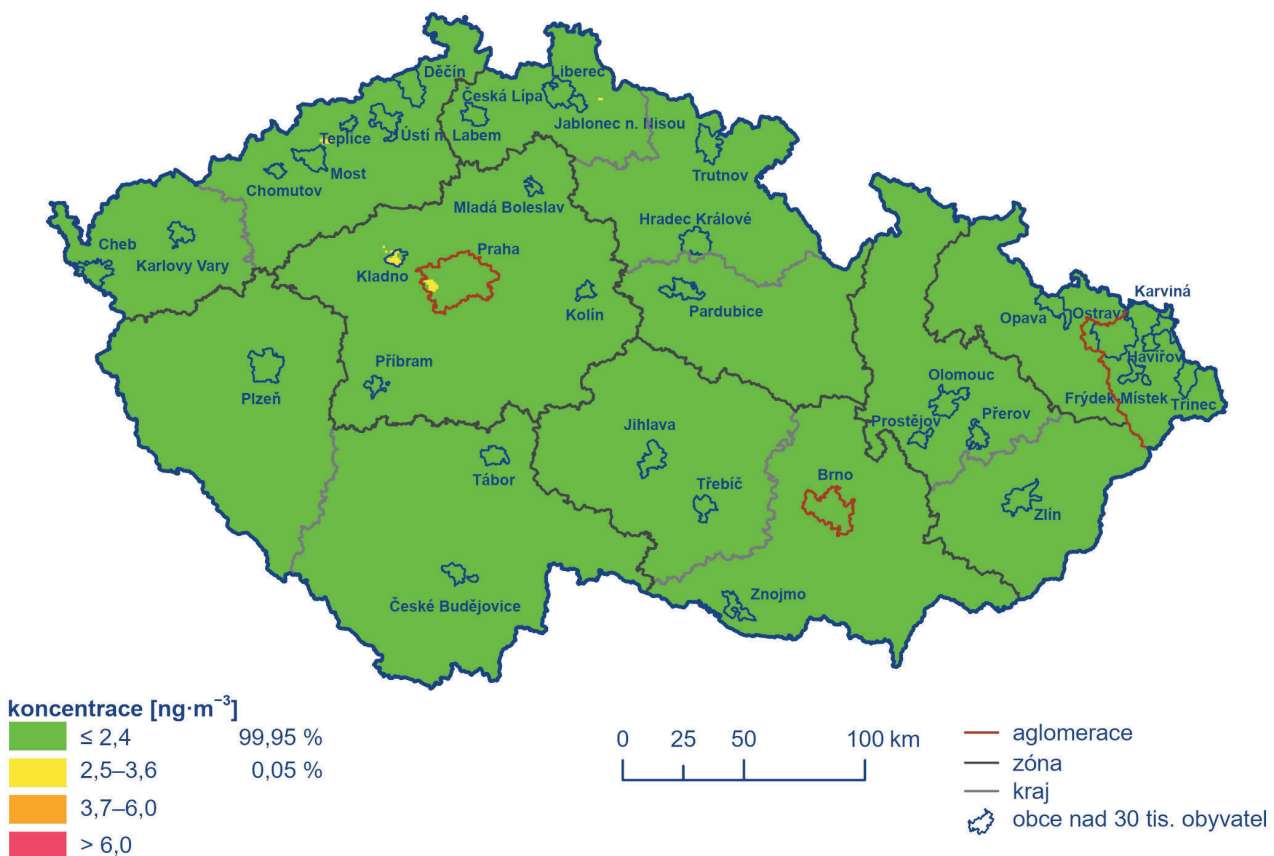 Děčín
Liberec
Česká Lípa
Jablonec n. Nisou
Teplice
Ústí n. Labem
Most
Chomutov
Trutnov
Mladá Boleslav
Hradec Králové
Cheb
Karlovy Vary
Kladno
Praha
Kolín
Pardubice
Karviná
Opava
Ostrava
Havířov
Příbram
Plzeň
Olomouc
Frýdek-Místek
Třinec
Prostějov
Přerov
Jihlava
Tábor
Třebíč
Brno
Zlín
Znojmo
České Budějovice
koncentrace [ng·m⁻³]
≤ 2,4 99,95 %
2,5–3,6 0,05 %
3,7–6,0
> 6,0
0 25 50 100 km
aglomerace
zóna
kraj
obce nad 30 tis. obyvatel